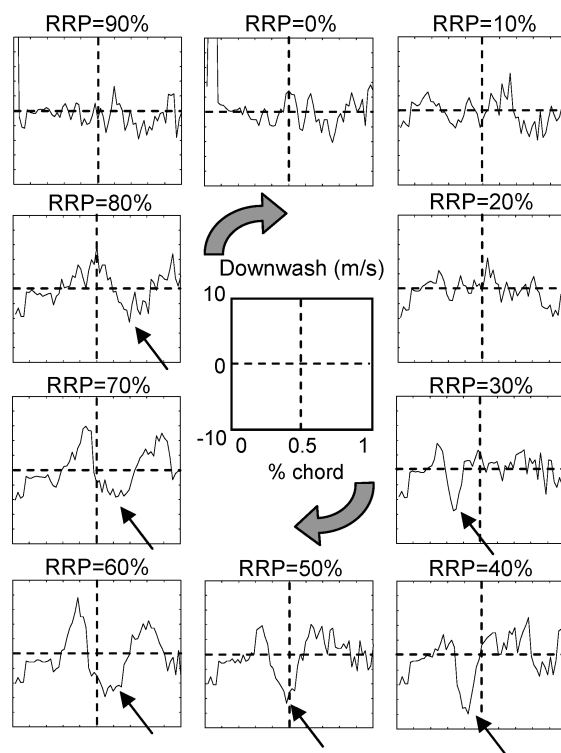 RRP=90%
RRP=0%
RRP=10%
RRP=80%
RRP=20%
Downwash (m/s)
10
0
-10
0
0.5
1
% chord
RRP=70%
RRP=30%
RRP=60%
RRP=50%
RRP=40%